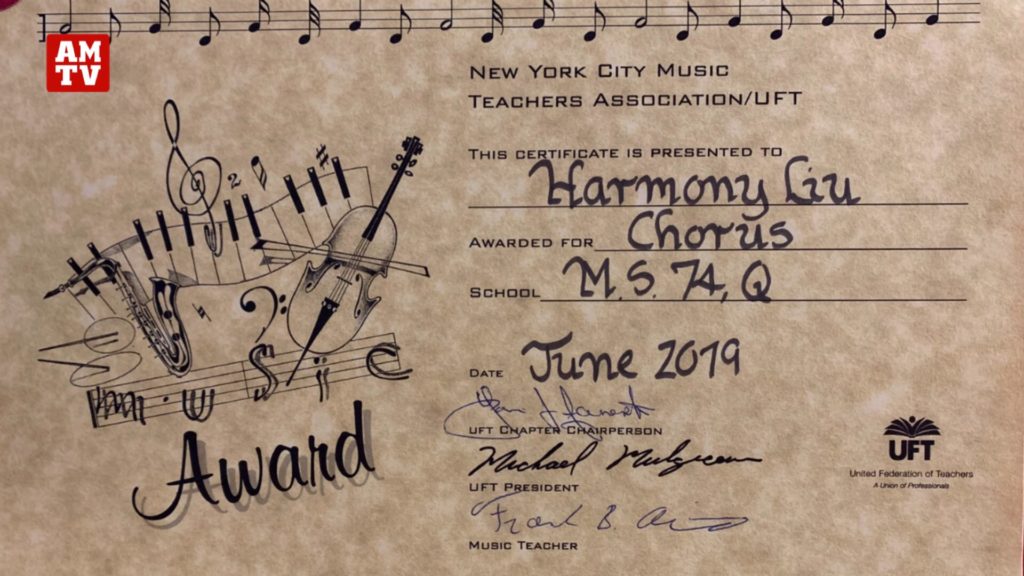 AM
TV
NEW YORK CITY MUSIC
TEACHERS ASSOCIATION/UFT
THIS CERTIFICATE IS PRESENTED TO
Harmony Liu
AWARDED FOR Chorus
SCHOOL M.S. 74, Q
DATE June 2019
UFT CHAPTER CHAIRPERSON
Michael Mulgrew
UFT PRESIDENT
Frank B.
MUSIC TEACHER
music
Award
UFT
United Federation of Teachers
A Union of Professionals